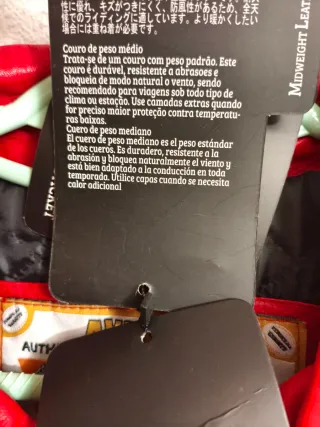 性に優れ、キズがつきにくく、防風性があるため、全天
候でのライディングに適しています。より暖かくしたい
場合には重ね着してください。
Couro de peso médio
Trata-se de um couro com peso padrão. Este
couro é durável, resistente a abrasoes e
bloqueia de modo natural o vento, sendo
recomendado para viagens sob todo tipo de
clima ou estação. Use camadas extras quando
for preciso maior proteção contra temperatu-
ras baixas.
Cuero de peso mediano
El cuero de peso mediano es el peso estándar
de los cueros. Es duradero, resistente a la
abrasión y bloquea naturalmente el viento y
está bien adaptado a la conducción en toda
temporada. Utilice capas cuando se necesita
calor adicional
MIDWEIGHT LEAT
AUTH